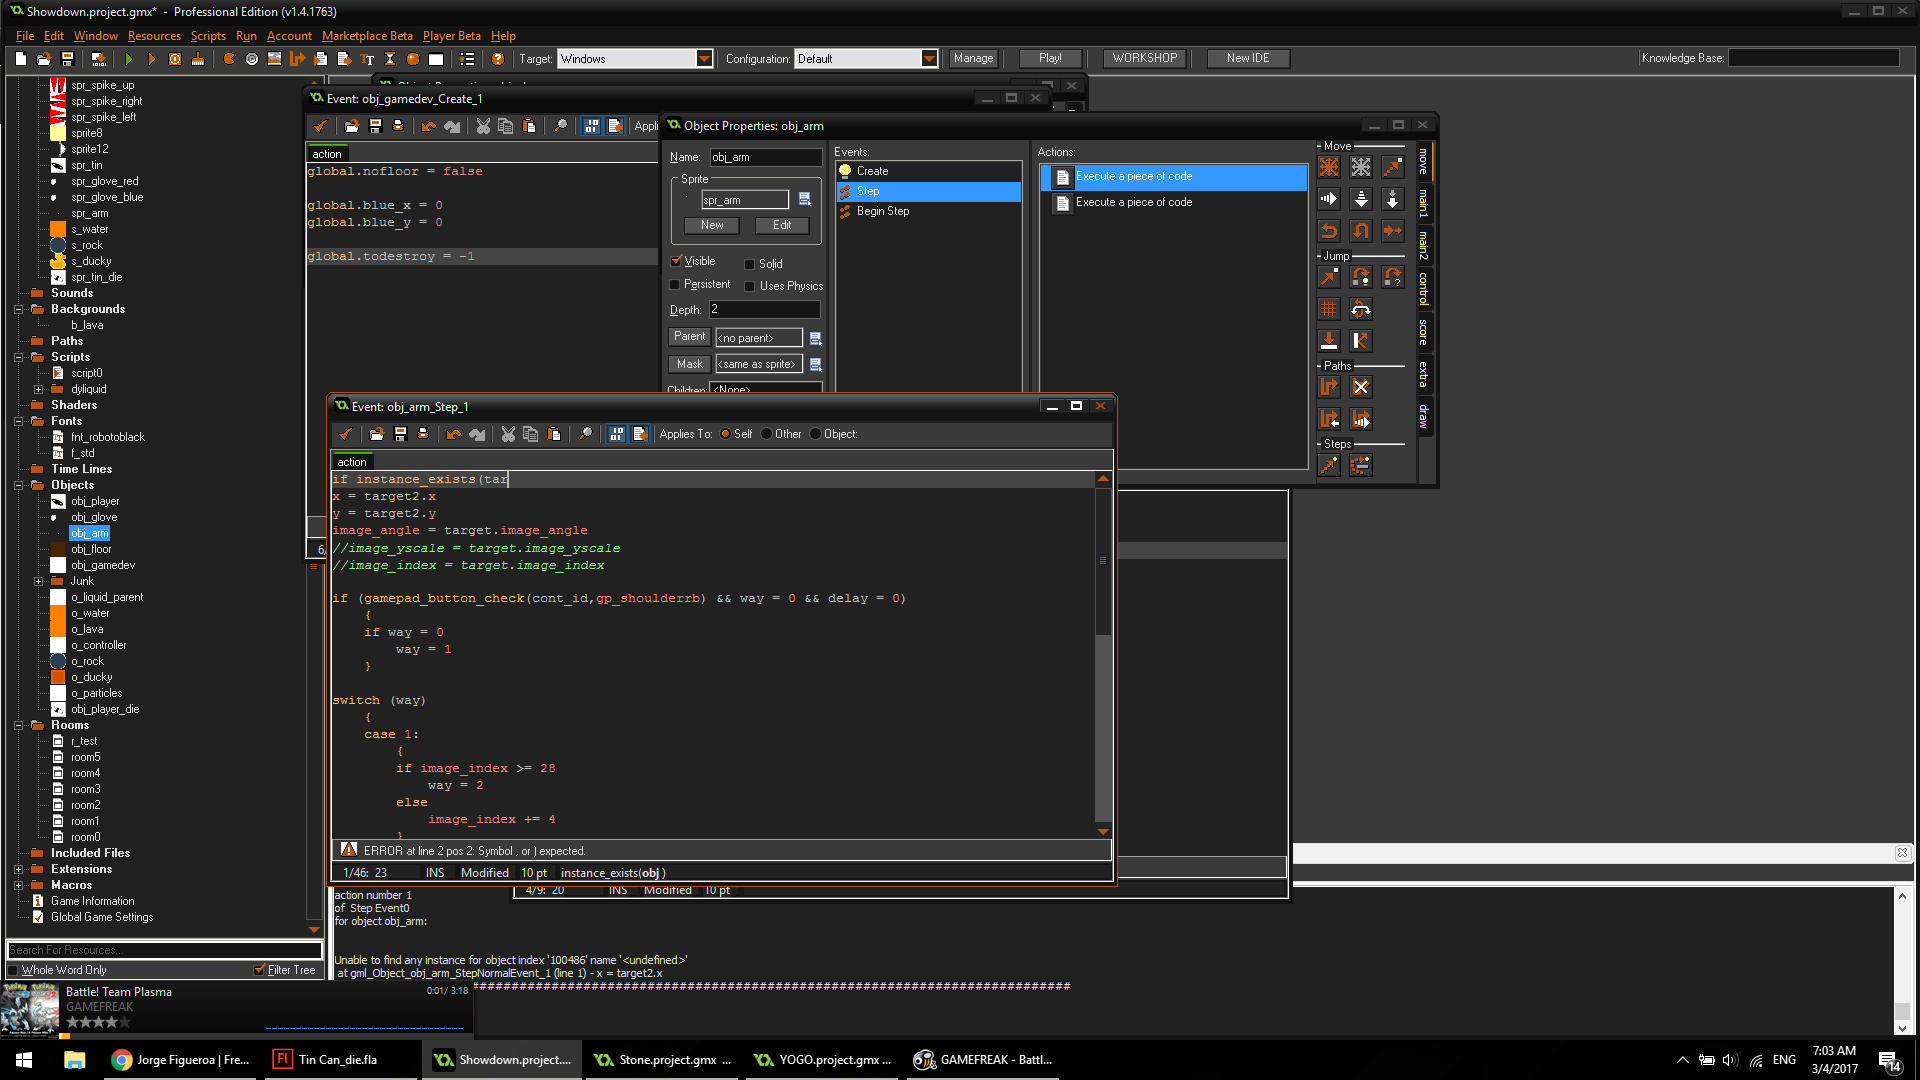 Showdown.project.gmx* - Professional Edition (v1.4.1763)
File Edit Window Resources Scripts Run Account Marketplace Beta Player Beta Help
Target: Windows Configuration: Default Manage Play! WORKSHOP New IDE Knowledge Base:
spr_spike_up
spr_spike_right
spr_spike_left
sprite8
sprite12
spr_tin
spr_glove_red
spr_glove_blue
spr_arm
s_water
s_rock
s_ducky
spr_tin_die
Sounds
Backgrounds
b_lava
Paths
Scripts
script0
dyliquid
Shaders
Fonts
fnt_robotoblack
f_std
Time Lines
Objects
obj_player
obj_glove
obj_arm
obj_floor
obj_gamedev
Junk
o_liquid_parent
o_water
o_lava
o_controller
o_rock
o_ducky
o_particles
obj_player_die
Rooms
r_test
room5
room4
room3
room2
room1
room0
Included Files
Extensions
Macros
Game Information
Global Game Settings
Search For Resources...
Whole Word Only Filter Tree
Event: obj_gamedev_Create_1
Appli
action
global.nofloor = false
global.blue_x = 0
global.blue_y = 0
global.todestroy = -1
6/
Object Properties: obj_arm
Name: obj_arm
Sprite
spr_arm
New Edit
Visible Solid
Persistent Uses Physics
Depth: 2
Parent <no parent>
Mask <same as sprite>
Children: <None>
Events:
Create
Step
Begin Step
Actions:
Execute a piece of code
Execute a piece of code
Move
Jump
Paths
Steps
move
main1
main2
control
score
extra
draw
Event: obj_arm_Step_1
Applies To: Self Other Object:
action
if instance_exists(tar
x = target2.x
y = target2.y
image_angle = target.image_angle
//image_yscale = target.image_yscale
//image_index = target.image_index
if (gamepad_button_check(cont_id,gp_shoulderrb) && way = 0 && delay = 0)
{
if way = 0
way = 1
}
switch (way)
{
case 1:
{
if image_index >= 28
way = 2
else
image_index += 4
}
ERROR at line 2 pos 2: Symbol , or ) expected.
1/46: 23 INS Modified 10 pt instance_exists(obj )
4/9: 20 INS Modified 10 pt
action number 1
of Step Event0
for object obj_arm:
Unable to find any instance for object index '100486' name '<undefined>'
at gml_Object_obj_arm_StepNormalEvent_1 (line 1) - x = target2.x
Battle! Team Plasma 0:01/ 3:18
GAMEFREAK
Jorge Figueroa | Fre...
Tin Can_die.fla
Showdown.project....
Stone.project.gmx ...
YOGO.project.gmx ...
GAMEFREAK - Battl...
ENG
7:03 AM
3/4/2017
14